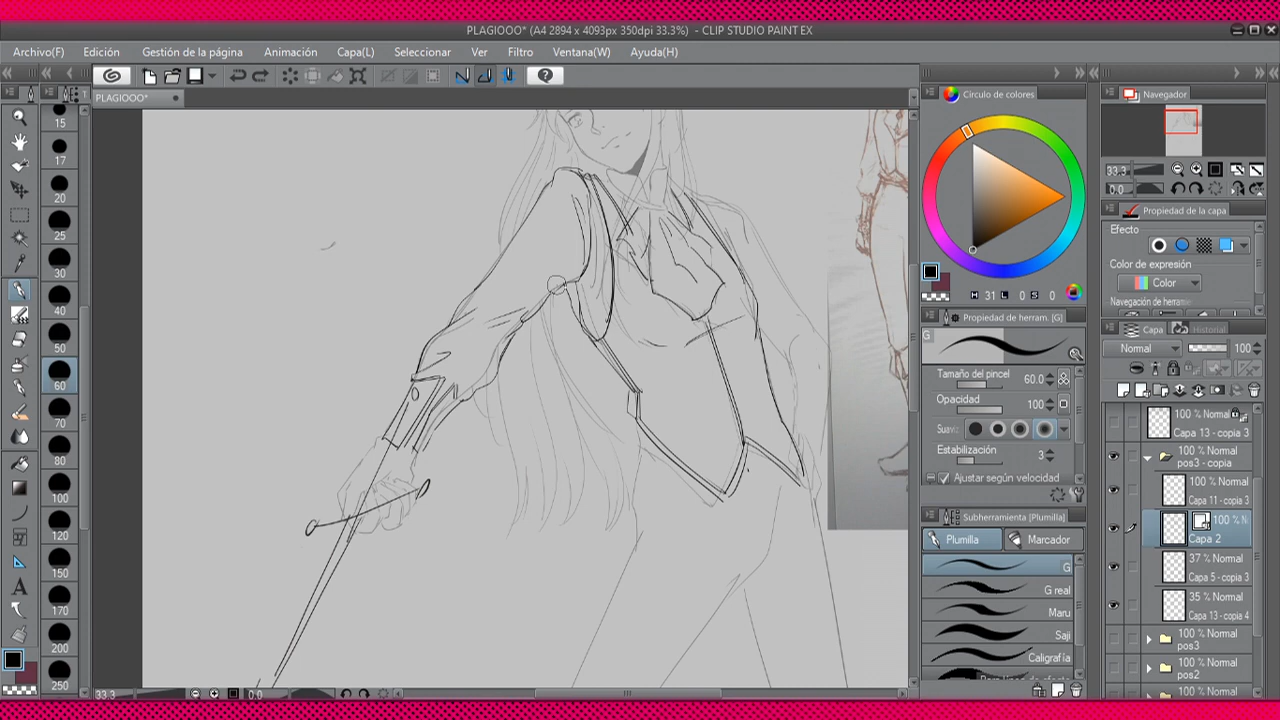 PLAGIOOO* (A4 2894 x 4093px 350dpi 33.3%) - CLIP STUDIO PAINT EX
Archivo(F) Edición Gestión de la página Animación Capa(L) Seleccionar Ver Filtro Ventana(W) Ayuda(H)
PLAGIOOO*
15
17
20
25
30
40
50
60
70
80
100
120
150
170
200
250
33.3 0.0
Círculo de colores
H 31 L 0 S 0
Propiedad de herram. [G]
G
Tamaño del pincel 60.0
Opacidad 100
Suavi
Estabilización 3
Ajustar según velocidad
Subherramienta [Plumilla]
Plumilla Marcador
G
G real
Maru
Saji
Caligrafía
Navegador
33.3
0.0
Propiedad de la capa
Efecto
Color de expresión
Color
Navegación de herramie
Capa Historial
Normal 100
100 % Normal
Capa 13 - copia 3
100 % Normal
pos3 - copia
100 % Normal
Capa 11 - copia 3
100 % N
Capa 2
37 % Normal
Capa 5 - copia 3
35 % Normal
Capa 13 - copia 4
100 % Normal
pos3
100 % Normal
pos2
100 % Normal